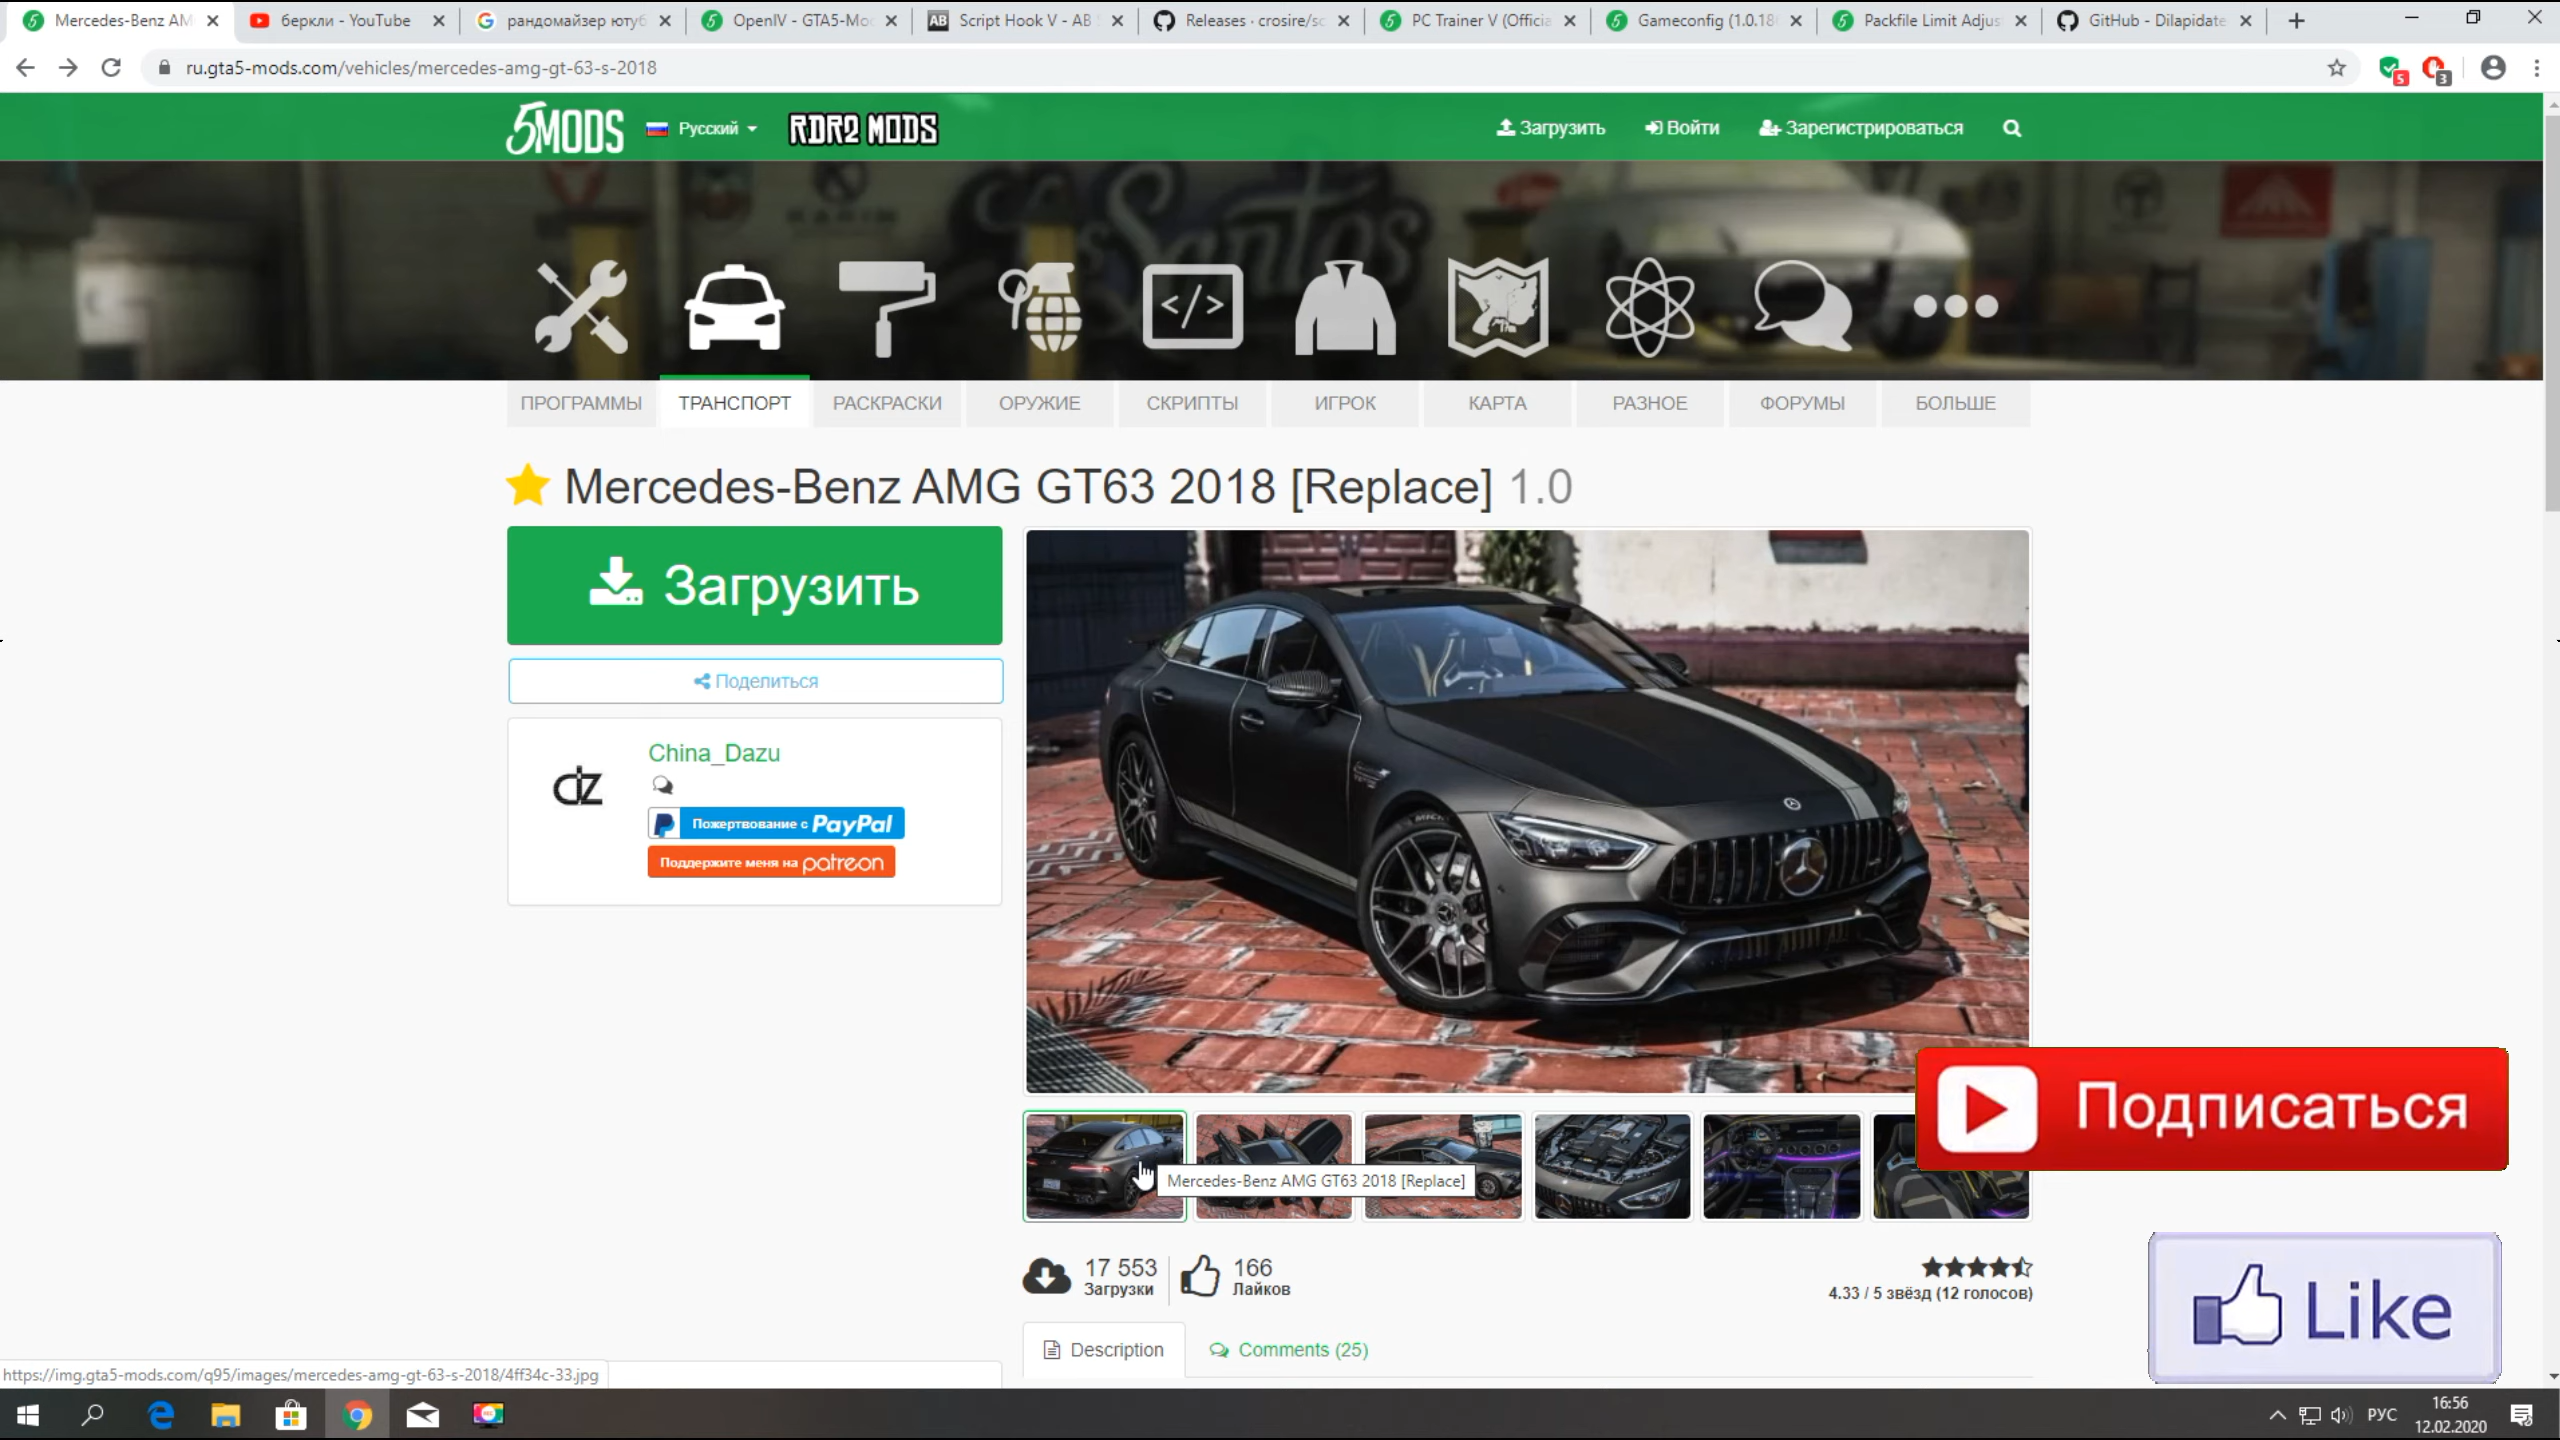 Mercedes-Benz AM
беркли - YouTube
рандомайзер ютуб
OpenIV - GTA5-Mo
AB
Script Hook V - AB
Releases · crosire/sc
PC Trainer V (Officia
Gameconfig (1.0.18
Packfile Limit Adjus
GitHub - Dilapidate
ru.gta5-mods.com/vehicles/mercedes-amg-gt-63-s-2018
5
3
5MODS
Русский
RDR2 MODS
Загрузить
Войти
Зарегистрироваться
Los Santos
ПРОГРАММЫ
ТРАНСПОРТ
РАСКРАСКИ
ОРУЖИЕ
СКРИПТЫ
ИГРОК
КАРТА
РАЗНОЕ
ФОРУМЫ
БОЛЬШЕ
Mercedes-Benz AMG GT63 2018 [Replace] 1.0
Загрузить
Поделиться
dz
China_Dazu
Пожертвование с PayPal
Поддержите меня на patreon
Подписаться
Mercedes-Benz AMG GT63 2018 [Replace]
17 553
Загрузки
166
Лайков
4.33 / 5 звёзд (12 голосов)
Like
Description
Comments (25)
https://img.gta5-mods.com/q95/images/mercedes-amg-gt-63-s-2018/4ff34c-33.jpg
РУС
16:56
12.02.2020